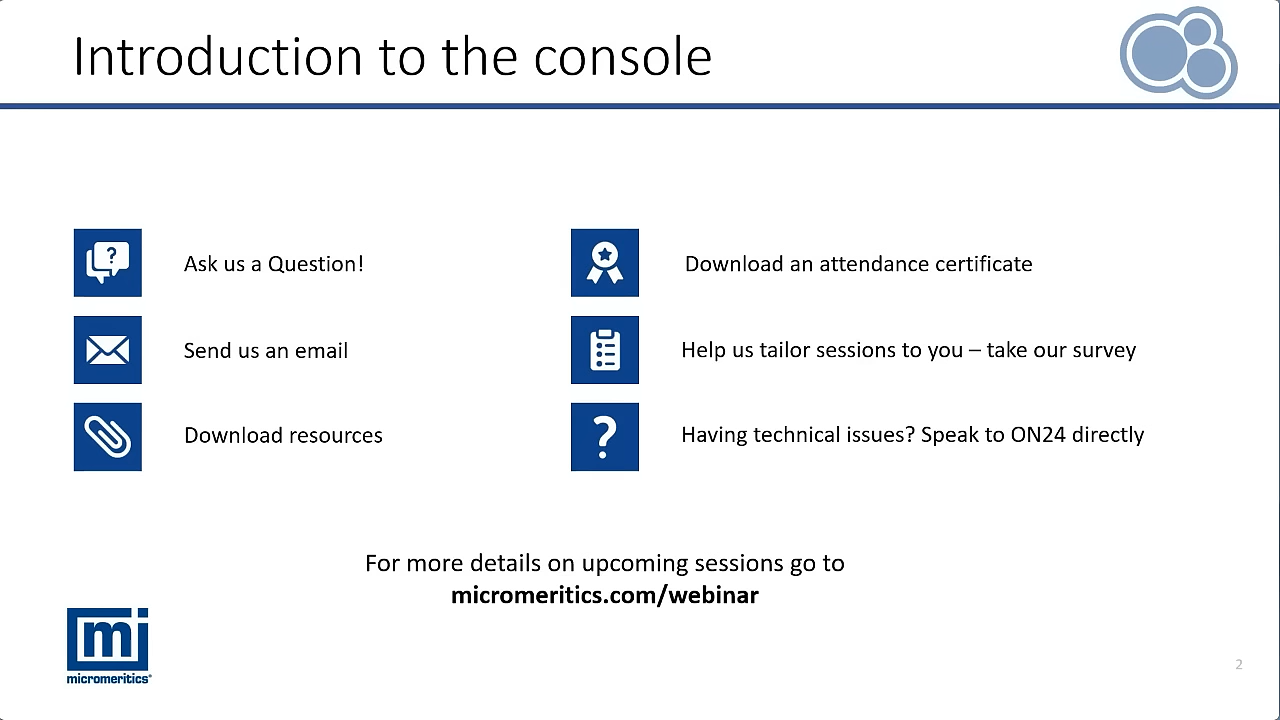 Introduction to the console
Ask us a Question!
Download an attendance certificate
Send us an email
Help us tailor sessions to you – take our survey
Download resources
Having technical issues? Speak to ON24 directly
For more details on upcoming sessions go to
micromeritics.com/webinar
mi
micromeritics®
2